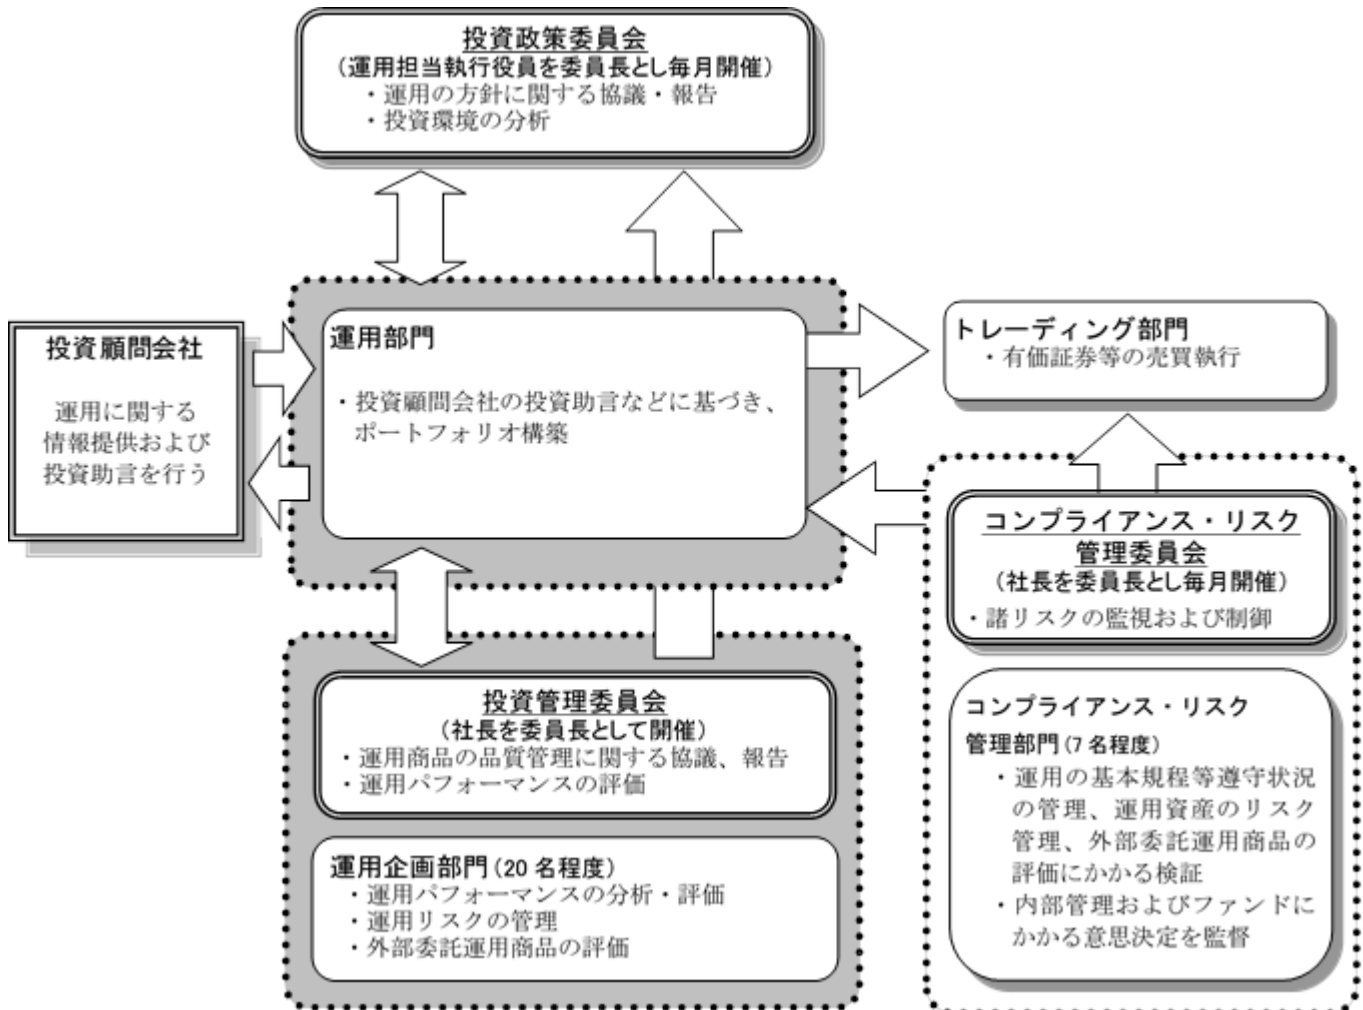 投資政策委員会
（運用担当執行役員を委員長とし毎月開催）
・運用の方針に関する協議・報告
・投資環境の分析
投資顧問会社
運用に関する
情報提供および
投資助言を行う
運用部門
・投資顧問会社の投資助言などに基づき、
ポートフォリオ構築
トレーディング部門
・有価証券等の売買執行
コンプライアンス・リスク
管理委員会
（社長を委員長とし毎月開催）
・諸リスクの監視および制御
コンプライアンス・リスク
管理部門（7名程度）
・運用の基本規程等遵守状況
の管理、運用資産のリスク
管理、外部委託運用商品の
評価にかかる検証
・内部管理およびファンドに
かかる意思決定を監督
投資管理委員会
（社長を委員長として開催）
・運用商品の品質管理に関する協議、報告
・運用パフォーマンスの評価
運用企画部門（20名程度）
・運用パフォーマンスの分析・評価
・運用リスクの管理
・外部委託運用商品の評価